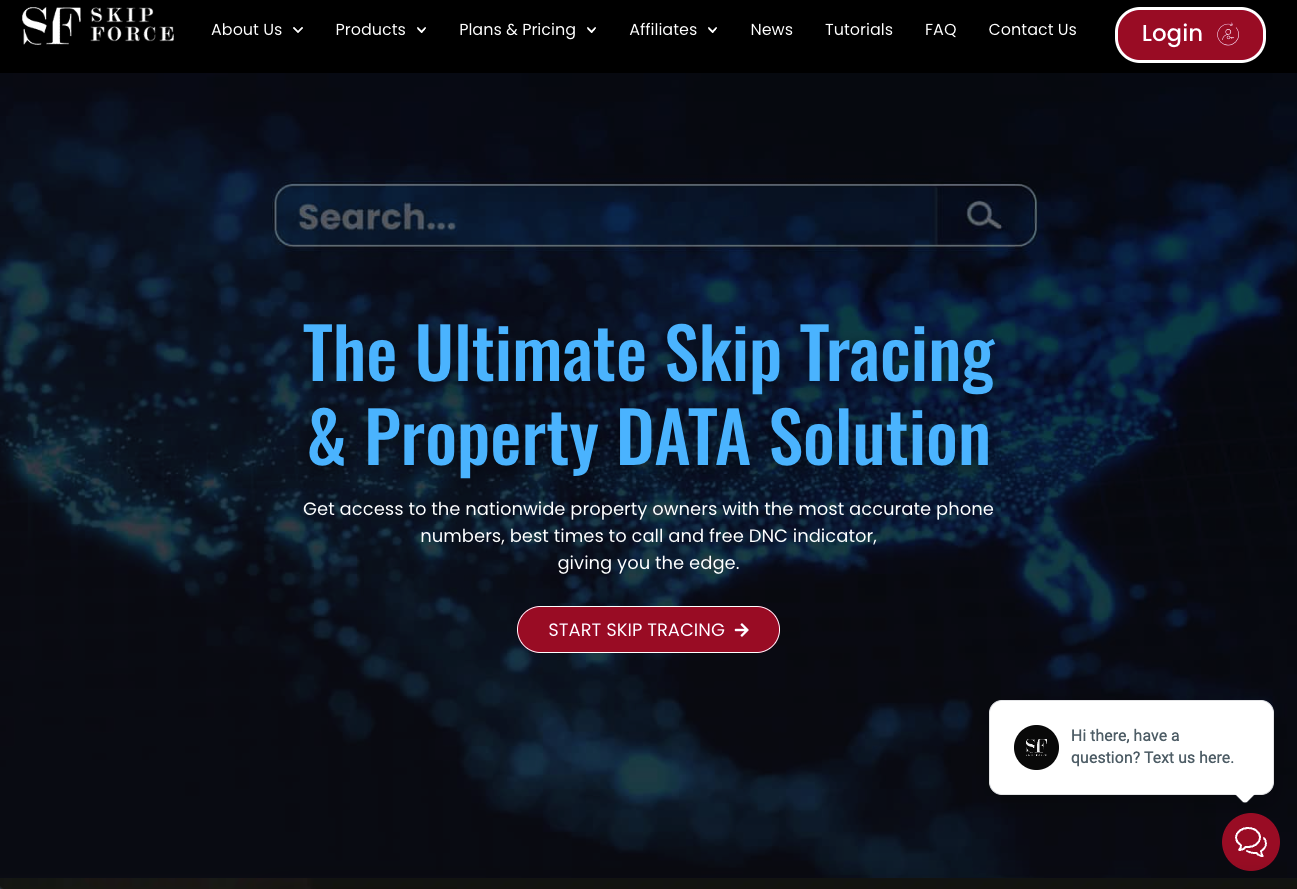 SF SKIP FORCE
About Us
Products
Plans & Pricing
Affiliates
News
Tutorials
FAQ
Contact Us
Login
Search...
The Ultimate Skip Tracing
& Property DATA Solution
Get access to the nationwide property owners with the most accurate phone
numbers, best times to call and free DNC indicator,
giving you the edge.
START SKIP TRACING
Hi there, have a
question? Text us here.
SF